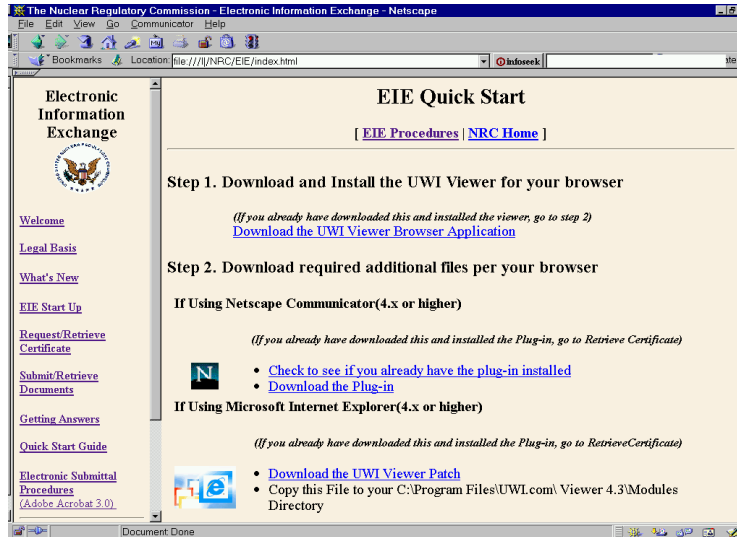 The Nuclear Regulatory Commission - Electronic Information Exchange - Netscape
File Edit View Go Communicator Help
Bookmarks Location: file:///I|/NRC/EIE/index.html infoseek
Electronic
Information
Exchange
Welcome
Legal Basis
What's New
EIE Start Up
Request/Retrieve
Certificate
Submit/Retrieve
Documents
Getting Answers
Quick Start Guide
Electronic Submittal
Procedures
(Adobe Acrobat 3.0)
EIE Quick Start
[ EIE Procedures | NRC Home ]
Step 1. Download and Install the UWI Viewer for your browser
(If you already have downloaded this and installed the viewer, go to step 2)
Download the UWI Viewer Browser Application
Step 2. Download required additional files per your browser
If Using Netscape Communicator(4.x or higher)
(If you already have downloaded this and installed the Plug-in, go to Retrieve Certificate)
N
• Check to see if you already have the plug-in installed
• Download the Plug-in
If Using Microsoft Internet Explorer(4.x or higher)
(If you already have downloaded this and installed the Plug-in, go to RetrieveCertificate)
• Download the UWI Viewer Patch
• Copy this File to your C:\Program Files\UWI.com\ Viewer 4.3\Modules
Directory
Document: Done